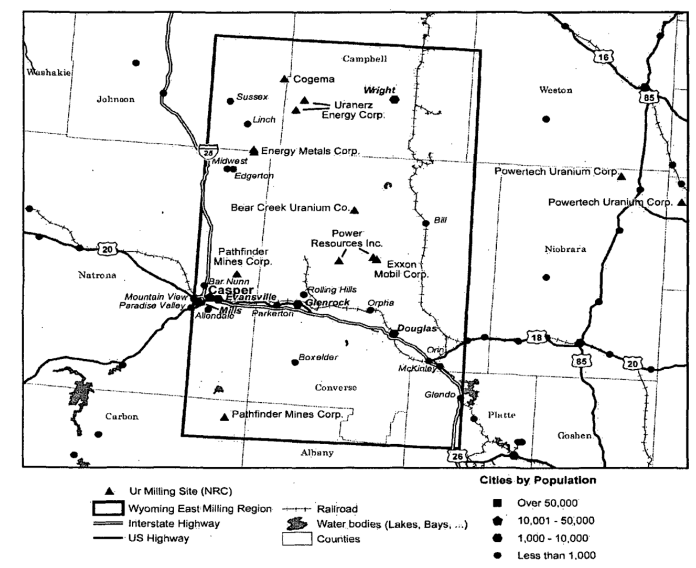 Campbell
16
Washakie
Cogema
Johnson
Sussex
Wright
Weston
85
Uranerz
Energy Corp.
Linch
25
Energy Metals Corp.
Midwest
Edgerton
Powertech Uranium Corp.
Bear Creek Uranium Co.
Powertech Uranium Corp.
Bill
Power
Resources Inc.
20
Pathfinder
Mines Corp.
Exxon
Mobil Corp.
Niobrara
Natrona
Bar Nunn
Casper
Rolling Hills
Mountain View
Evansville
Glenrock
Orpha
Paradise Valley
Mills
Allendale
Parkerton
Douglas
18
Orin
Boxelder
McKinley
85
20
Converse
Glendo
Carbon
Pathfinder Mines Corp.
Platte
Goshen
Albany
26
Cities by Population
Ur Milling Site (NRC)
Wyoming East Milling Region
Interstate Highway
US Highway
Railroad
Water bodies (Lakes, Bays, ...)
Counties
Over 50,000
10,001 - 50,000
1,000 - 10,000
Less than 1,000